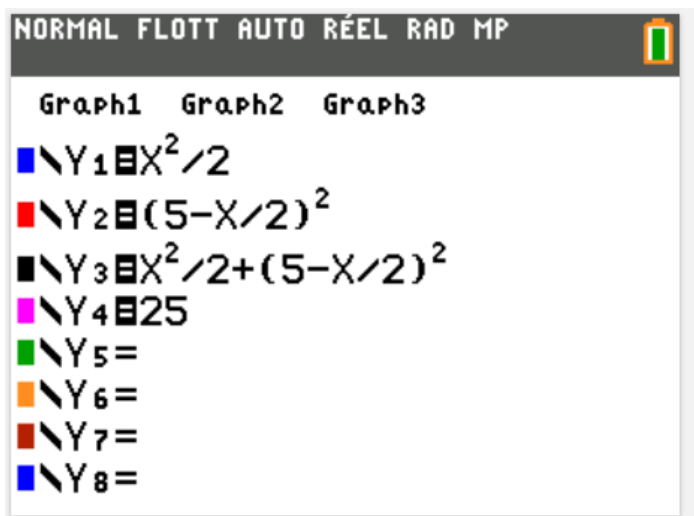 NORMAL FLOTT AUTO RÉEL RAD MP
Graph1 Graph2 Graph3
\Y1=X²/2
\Y2=(5-X/2)²
\Y3=X²/2+(5-X/2)²
\Y4=25
\Y5=
\Y6=
\Y7=
\Y8=